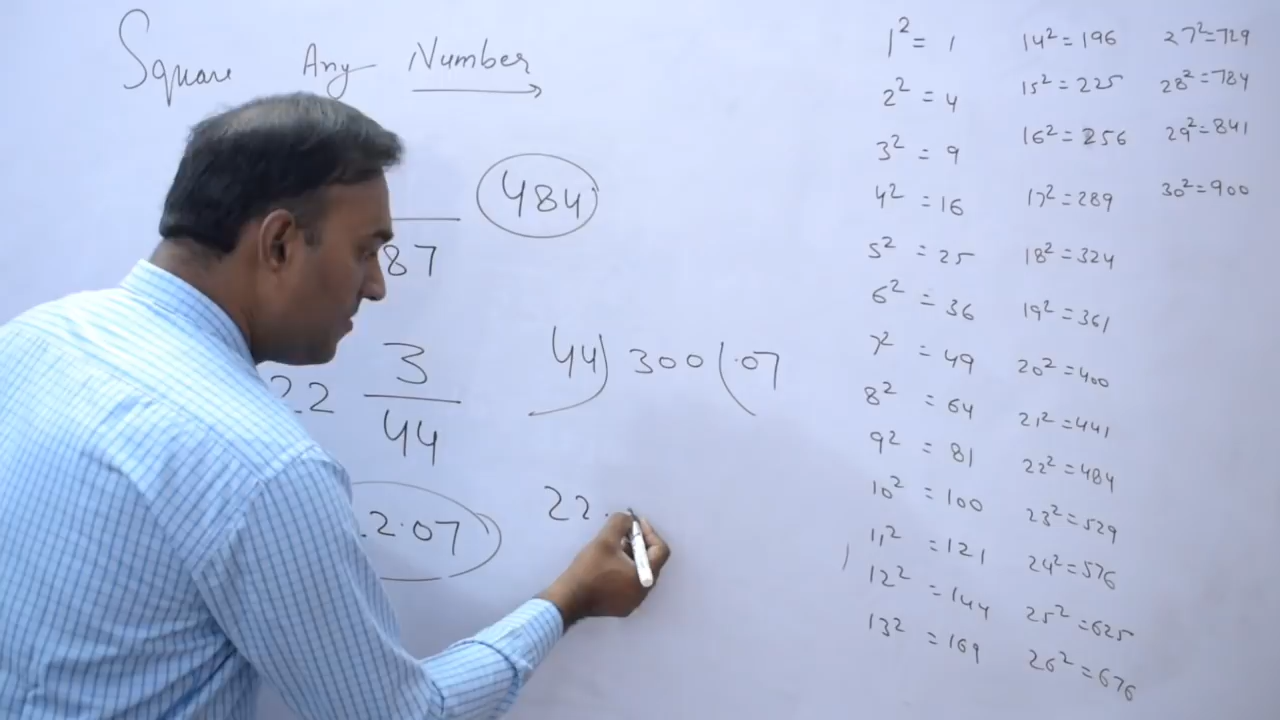 Square Any Number
484
87
22 3/44
44) 300 (.07
2.07
22.
1² = 1
2² = 4
3² = 9
4² = 16
5² = 25
6² = 36
7² = 49
8² = 64
9² = 81
10² = 100
11² = 121
12² = 144
13² = 169
14² = 196
15² = 225
16² = 256
17² = 289
18² = 324
19² = 361
20² = 400
21² = 441
22² = 484
23² = 529
24² = 576
25² = 625
26² = 676
27² = 729
28² = 784
29² = 841
30² = 900